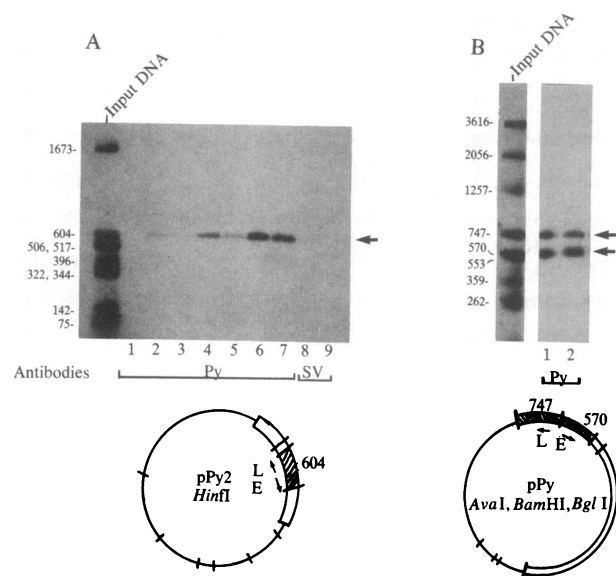 A
B
Input DNA
Input DNA
1673-
604-
506, 517-
396-
322, 344-
142-
75-
3616-
2056-
1257-
747-
570
553
359-
262-
1 2 3 4 5 6 7 8 9
1 2
Antibodies Py SV
Py
604
L
E
pPy2
HinfI
747 570
L E
pPy
AvaI, BamHI, Bgl I